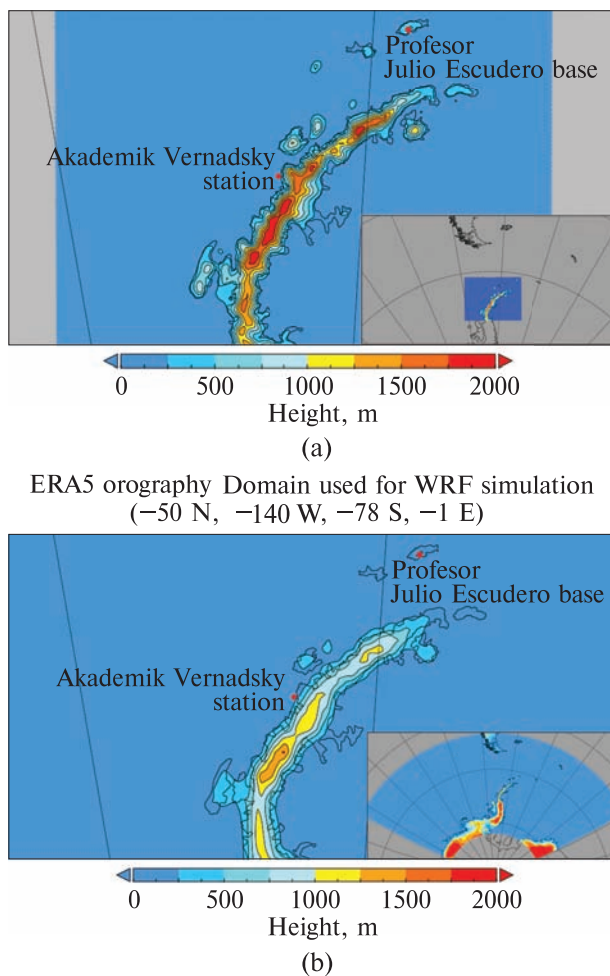 Profesor
Julio Escudero base
Akademik Vernadsky
station
0 500 1000 1500 2000
Height, m
(a)
ERA5 orography Domain used for WRF simulation
(−50 N, −140 W, −78 S, −1 E)
Profesor
Julio Escudero base
Akademik Vernadsky
station
0 500 1000 1500 2000
Height, m
(b)